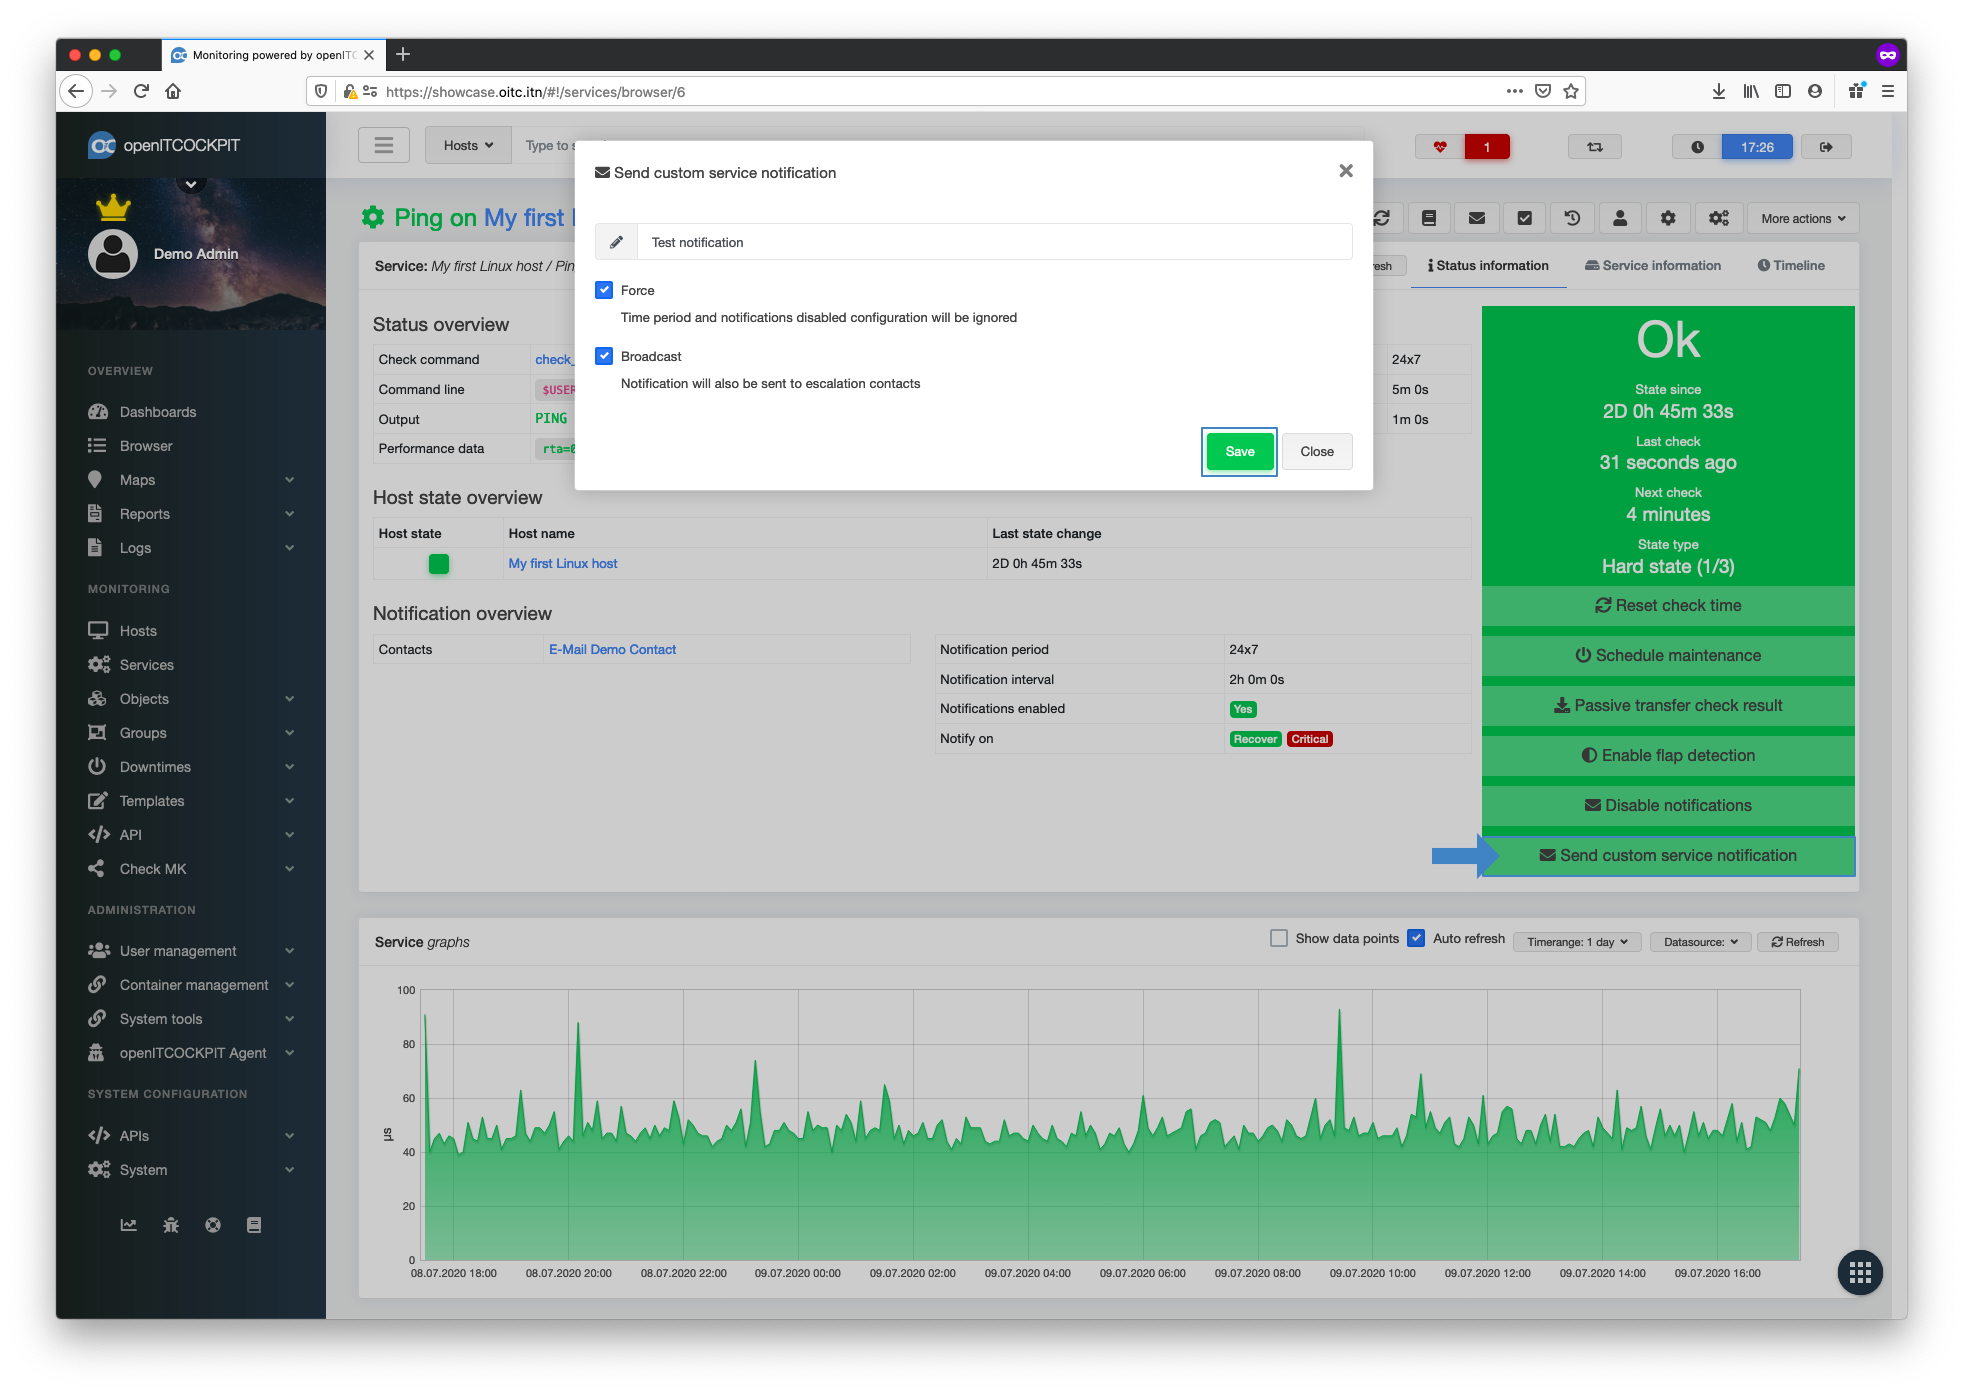 Monitoring powered by openITC
https://showcase.oitc.itn/#!/services/browser/6
openITCOCKPIT
Hosts
Type to s
1
17:26
Demo Admin
Ping on My first
More actions
Service: My first Linux host / Pin
resh
Status information
Service information
Timeline
Send custom service notification
Test notification
Force
Time period and notifications disabled configuration will be ignored
Broadcast
Notification will also be sent to escalation contacts
Save
Close
OVERVIEW
Dashboards
Browser
Maps
Reports
Logs
MONITORING
Hosts
Services
Objects
Groups
Downtimes
Templates
API
Check MK
ADMINISTRATION
User management
Container management
System tools
openITCOCKPIT Agent
SYSTEM CONFIGURATION
APIs
System
Status overview
Check command
check_
24x7
Command line
$USER
5m 0s
Output
PING
1m 0s
Performance data
rta=0
Host state overview
Host state
Host name
Last state change
My first Linux host
2D 0h 45m 33s
Notification overview
Contacts
E-Mail Demo Contact
Notification period
24x7
Notification interval
2h 0m 0s
Notifications enabled
Yes
Notify on
Recover
Critical
Ok
State since
2D 0h 45m 33s
Last check
31 seconds ago
Next check
4 minutes
State type
Hard state (1/3)
Reset check time
Schedule maintenance
Passive transfer check result
Enable flap detection
Disable notifications
Send custom service notification
Service graphs
Show data points
Auto refresh
Timerange: 1 day
Datasource:
Refresh
100
80
60
40
20
0
µs
08.07.2020 18:00
08.07.2020 20:00
08.07.2020 22:00
09.07.2020 00:00
09.07.2020 02:00
09.07.2020 04:00
09.07.2020 06:00
09.07.2020 08:00
09.07.2020 10:00
09.07.2020 12:00
09.07.2020 14:00
09.07.2020 16:00